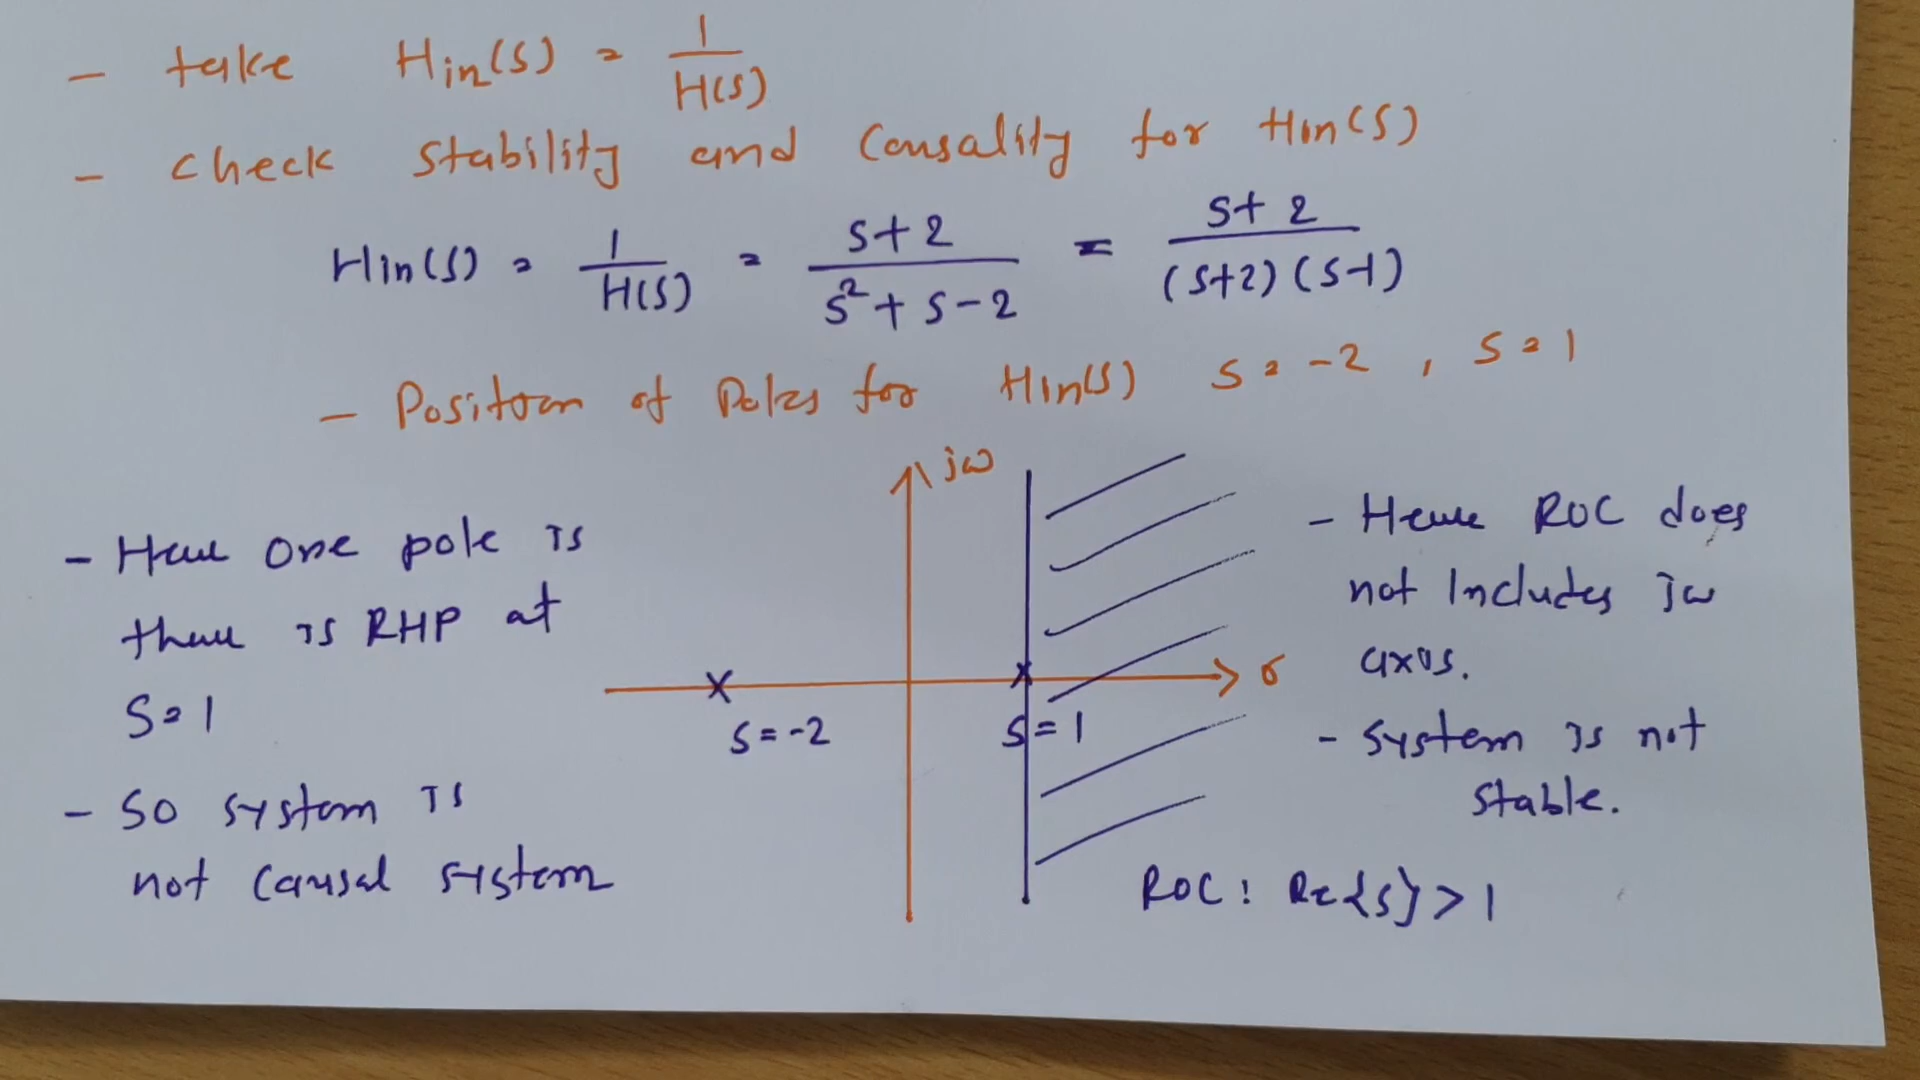 - take Hin(s) = 1/H(s)
- check stability and Causality for Hin(s)
Hin(s) = 1/H(s) = s+2/s²+s-2 = s+2/(s+2)(s-1)
- Position of Poles for Hin(s) s = -2 , s = 1
jω
σ
s = -2
s = 1
- Here one pole is
there is RHP at
s = 1
- So system is
not causal system
- Hence ROC does
not Includes jω
axis.
- System is not
stable.
ROC : Re{s} > 1